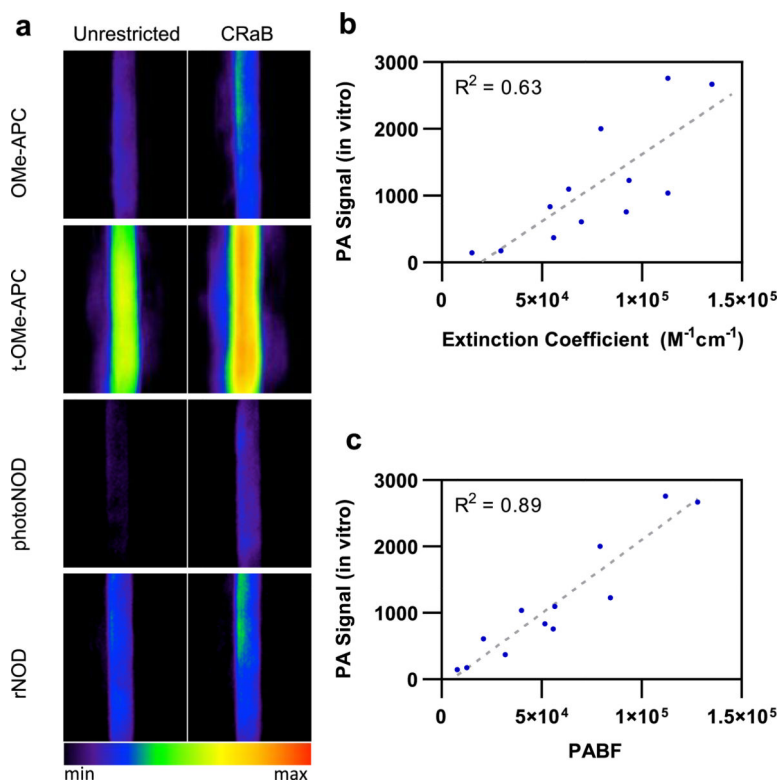 a
Unrestricted CRaB
OMe-APC
t-OMe-APC
photoNOD
rNOD
min max
b
R² = 0.63
PA Signal (in vitro)
3000
2000
1000
0
0 5×10⁴ 1×10⁵ 1.5×10⁵
Extinction Coefficient (M⁻¹cm⁻¹)
c
R² = 0.89
PA Signal (in vitro)
3000
2000
1000
0
0 5×10⁴ 1×10⁵ 1.5×10⁵
PABF